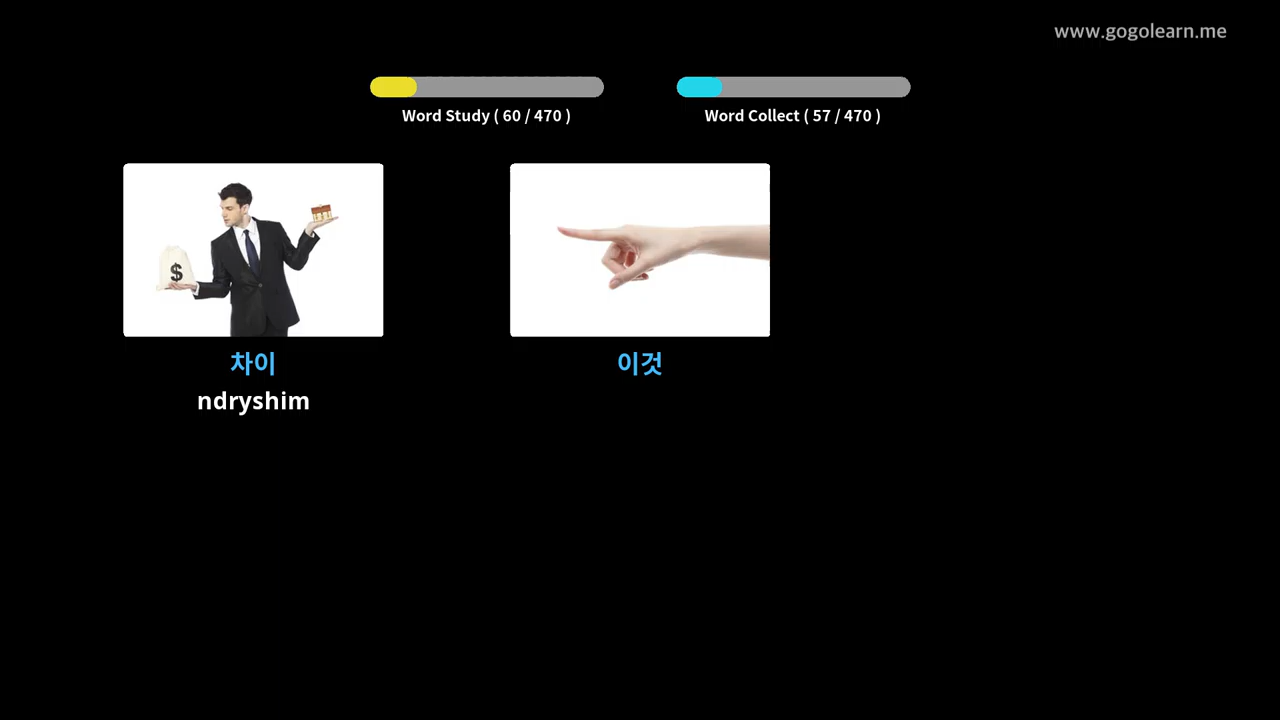 www.gogolearn.me
Word Study ( 60 / 470 )
Word Collect ( 57 / 470 )
$
차이
이것
ndryshim